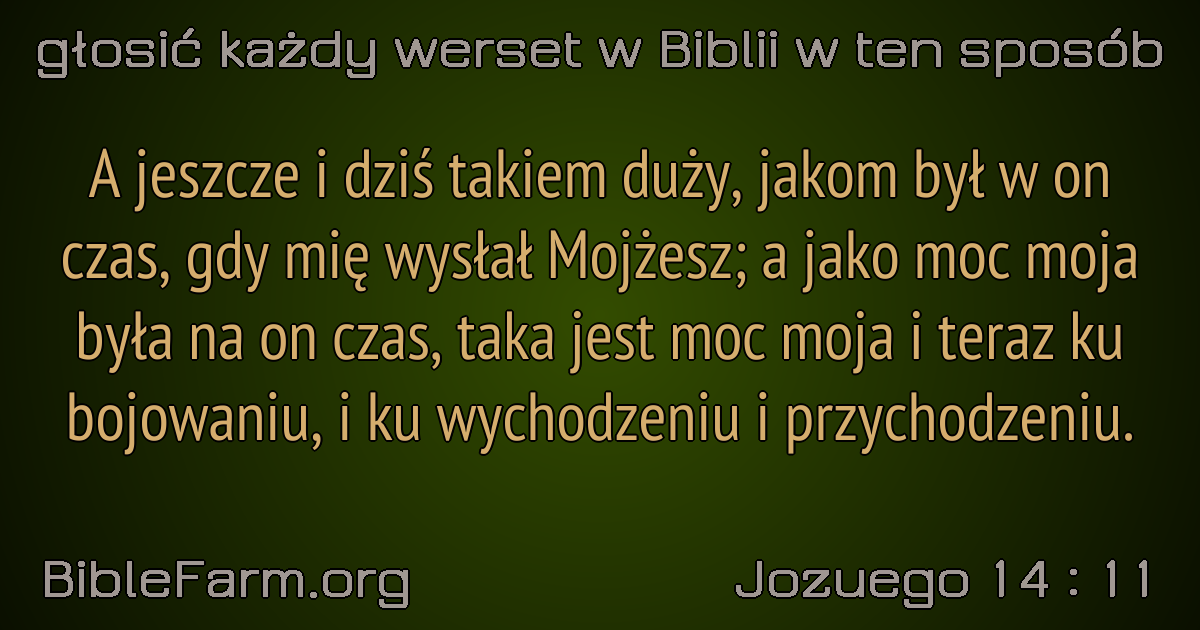 głosić każdy werset w Biblii w ten sposób
A jeszcze i dziś takiem duży, jakom był w on
czas, gdy mię wysłał Mojżesz; a jako moc moja
była na on czas, taka jest moc moja i teraz ku
bojowaniu, i ku wychodzeniu i przychodzeniu.
BibleFarm.org
Jozuego 14 : 11